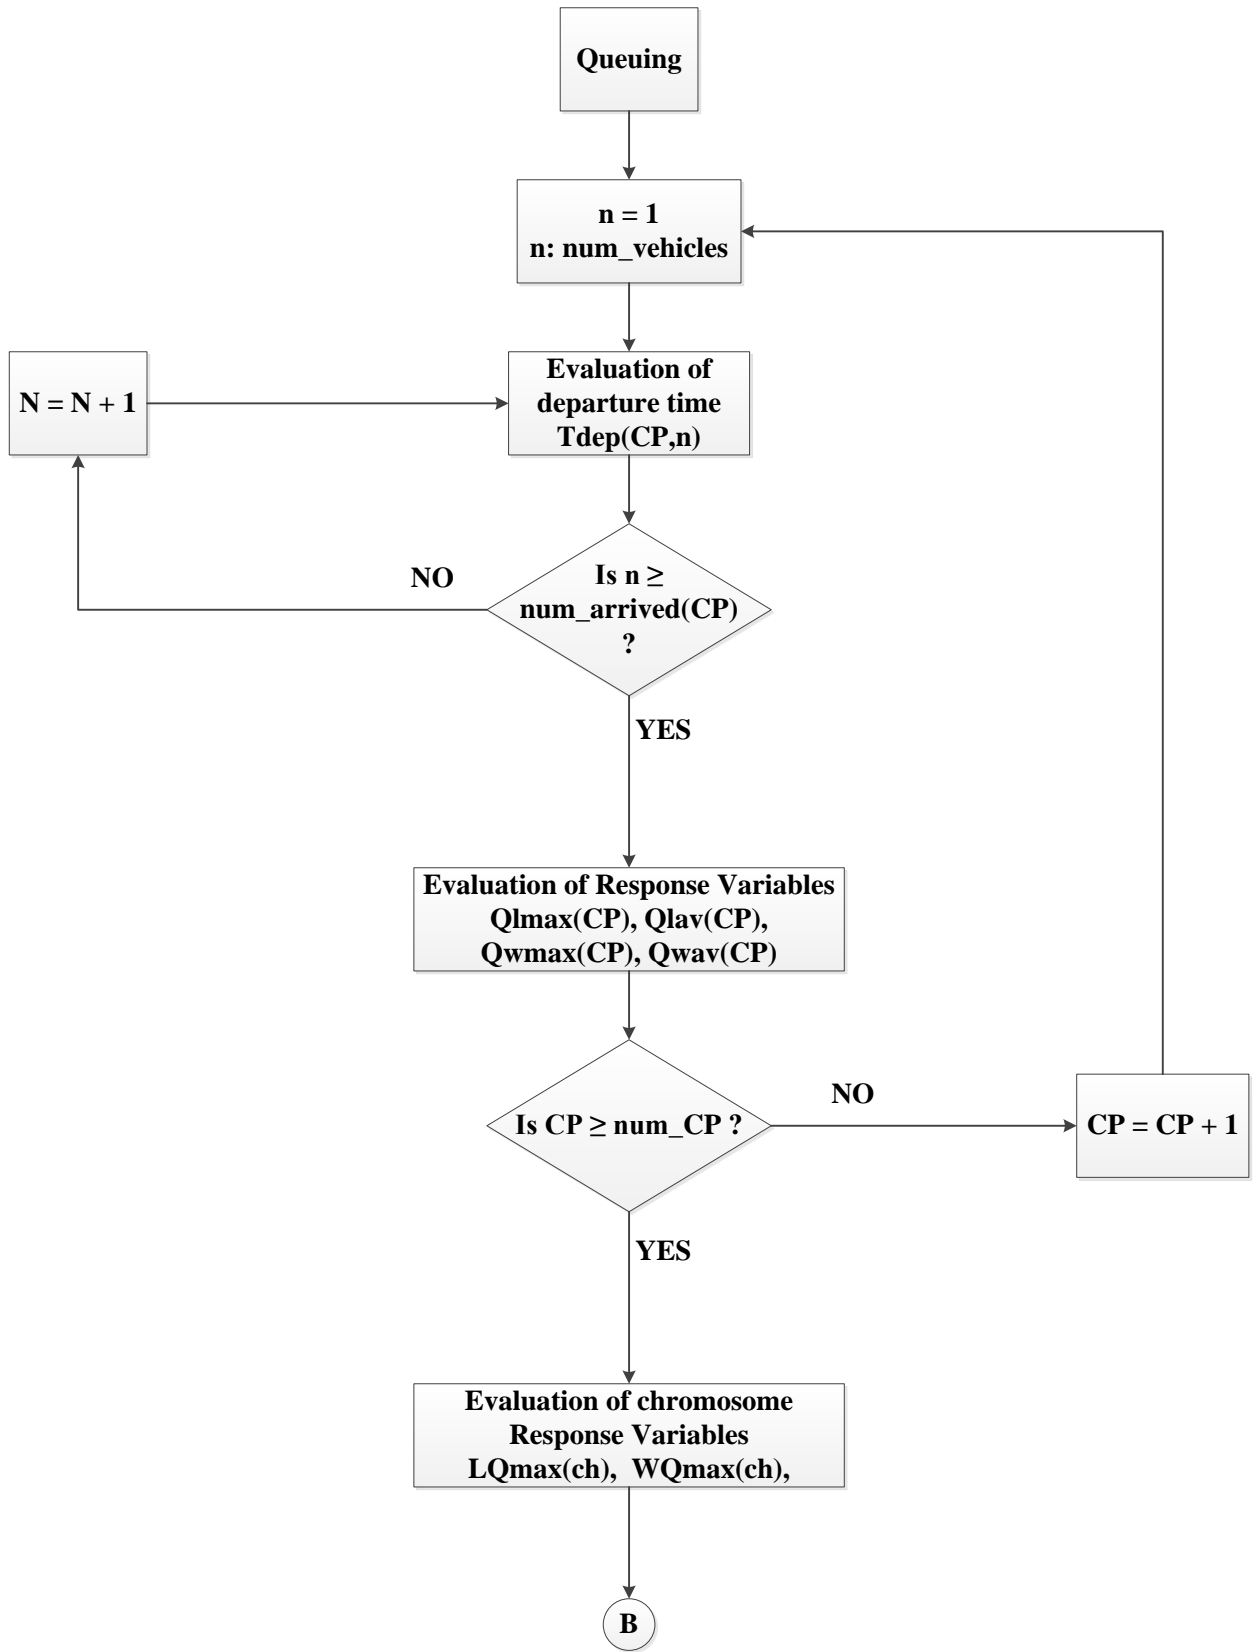 Queuing
n = 1
n: num_vehicles
N = N + 1
Evaluation of
departure time
Tdep(CP,n)
NO
Is n ≥
num_arrived(CP)
?
YES
Evaluation of Response Variables
Qlmax(CP), Qlav(CP),
Qwmax(CP), Qwav(CP)
Is CP ≥ num_CP ?
NO
CP = CP + 1
YES
Evaluation of chromosome
Response Variables
LQmax(ch), WQmax(ch),
B